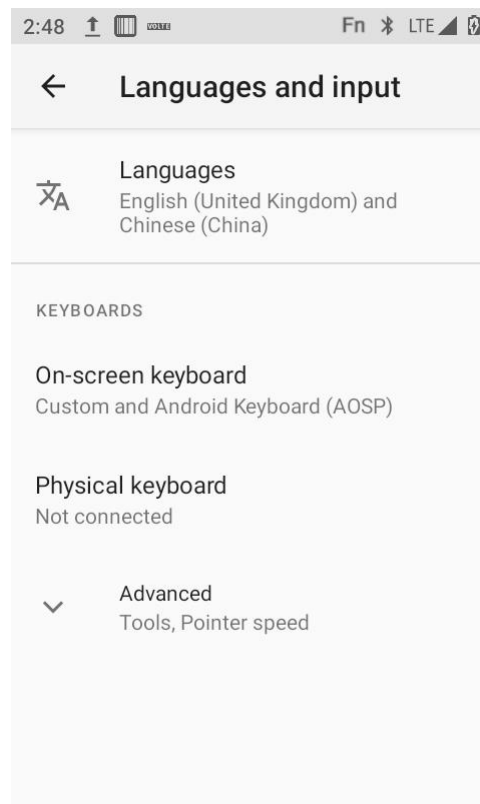 2:48 VOLTE Fn LTE
Languages and input
Languages
English (United Kingdom) and
Chinese (China)
KEYBOARDS
On-screen keyboard
Custom and Android Keyboard (AOSP)
Physical keyboard
Not connected
Advanced
Tools, Pointer speed